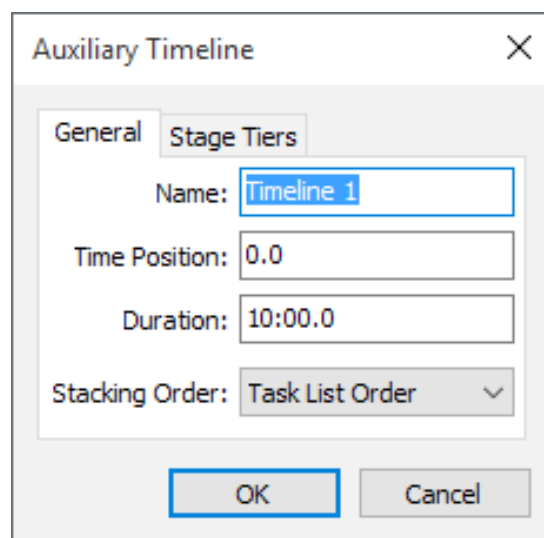 Auxiliary Timeline
General Stage Tiers
Name: Timeline 1
Time Position: 0.0
Duration: 10:00.0
Stacking Order: Task List Order
OK Cancel